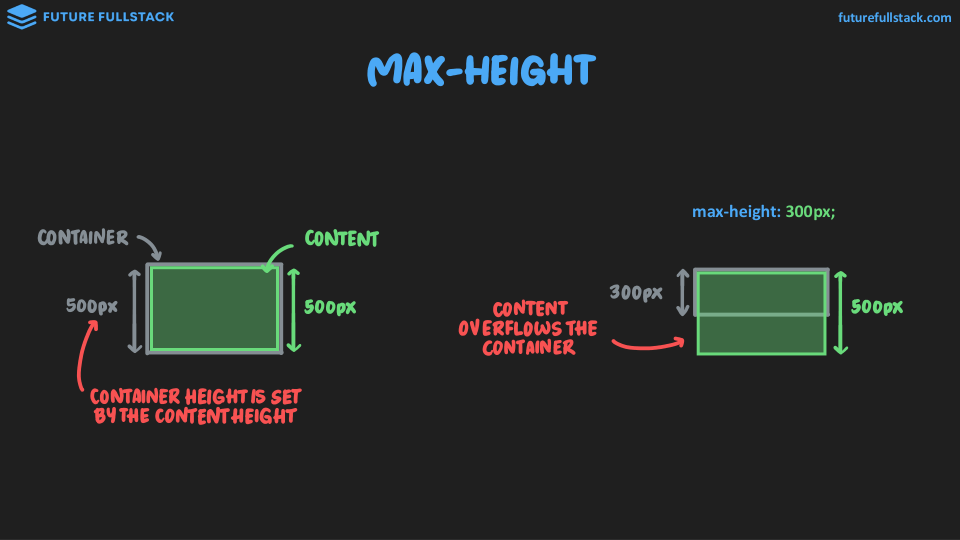 FUTURE FULLSTACK
futurefullstack.com
MAX-HEIGHT
max-height: 300px;
CONTAINER
CONTENT
500px
500px
CONTAINER HEIGHT IS SET
BY THE CONTENT HEIGHT
300px
500px
CONTENT
OVERFLOWS THE
CONTAINER